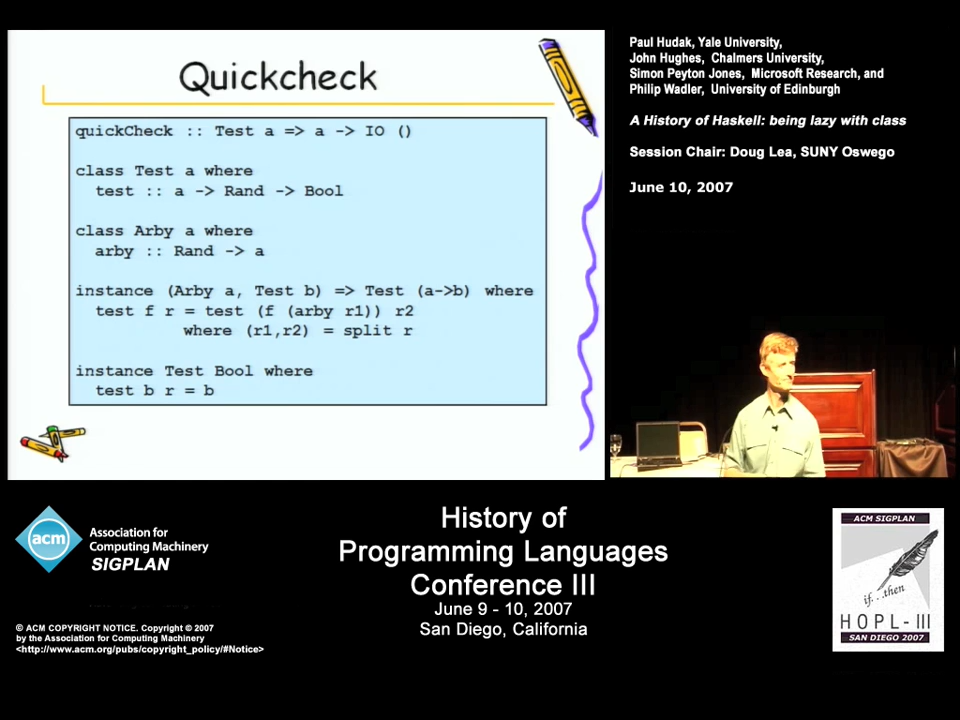 Quickcheck
quickCheck :: Test a => a -> IO ()
class Test a where
test :: a -> Rand -> Bool
class Arby a where
arby :: Rand -> a
instance (Arby a, Test b) => Test (a->b) where
test f r = test (f (arby r1)) r2
where (r1,r2) = split r
instance Test Bool where
test b r = b
Paul Hudak, Yale University,
John Hughes, Chalmers University,
Simon Peyton Jones, Microsoft Research, and
Philip Wadler, University of Edinburgh
A History of Haskell: being lazy with class
Session Chair: Doug Lea, SUNY Oswego
June 10, 2007
acm
Association for
Computing Machinery
SIGPLAN
© ACM COPYRIGHT NOTICE. Copyright © 2007
by the Association for Computing Machinery
<http://www.acm.org/pubs/copyright_policy/#Notice>
History of
Programming Languages
Conference III
June 9 - 10, 2007
San Diego, California
ACM SIGPLAN
if...then
HOPL-III
SAN DIEGO 2007